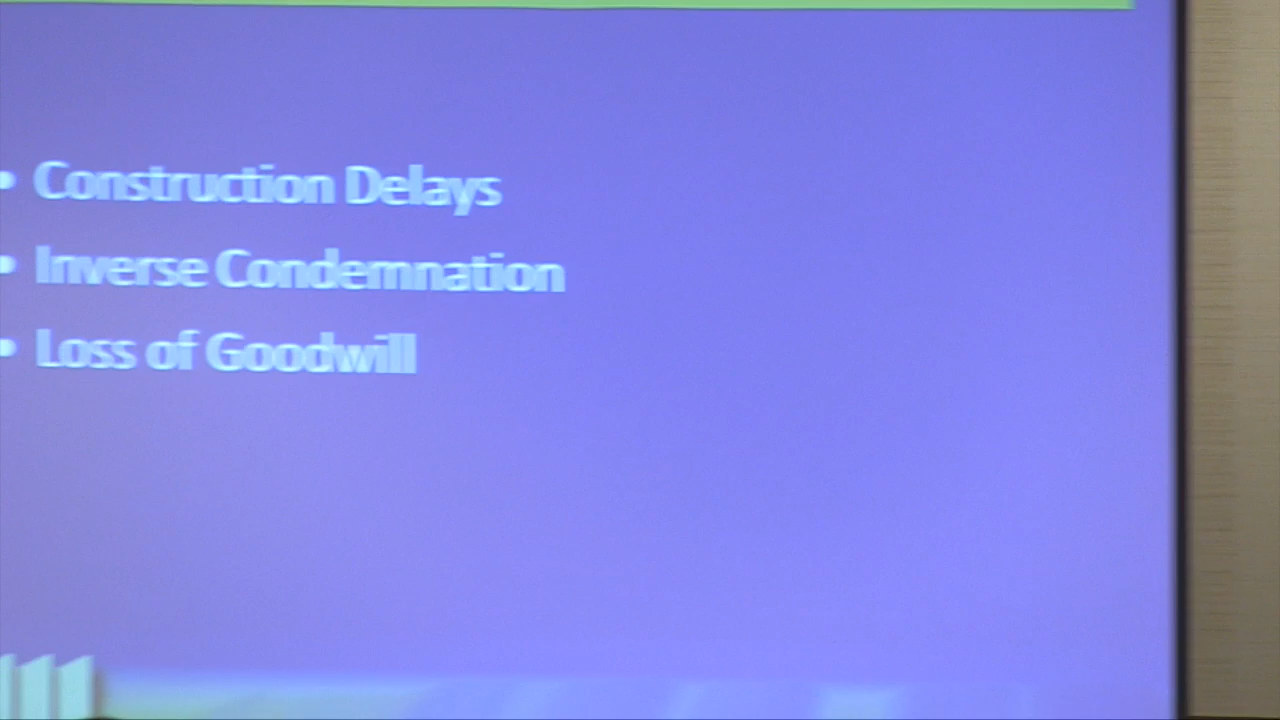 • Construction Delays
• Inverse Condemnation
• Loss of Goodwill